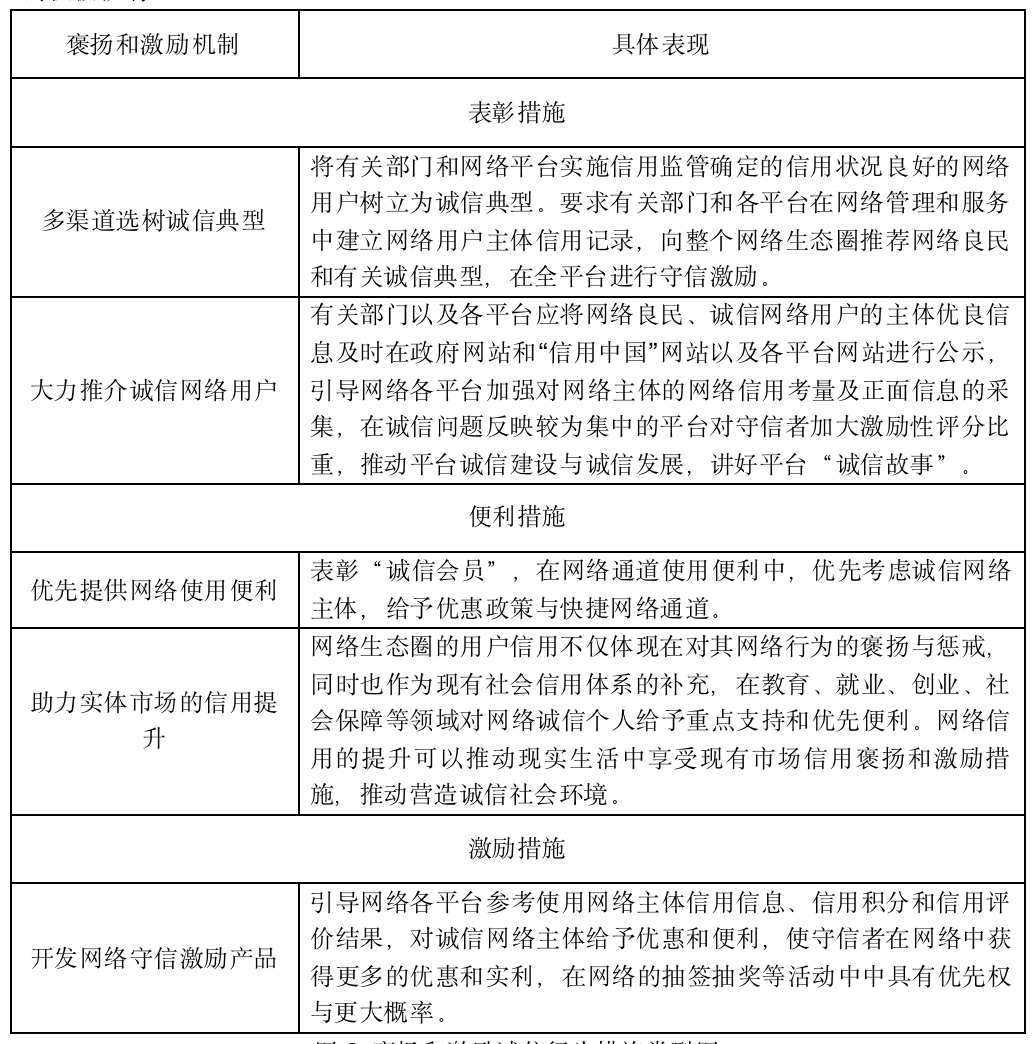 褒扬和激励机制 具体表现
表彰措施
多渠道选树诚信典型
将有关部门和网络平台实施信用监管确定的信用状况良好的网络
用户树立为诚信典型。要求有关部门和各平台在网络管理和服务
中建立网络用户主体信用记录，向整个网络生态圈推荐网络良民
和有关诚信典型，在全平台进行守信激励。
大力推介诚信网络用户
有关部门以及各平台应将网络良民、诚信网络用户的主体优良信
息及时在政府网站和“信用中国”网站以及各平台网站进行公示，
引导网络各平台加强对网络主体的网络信用考量及正面信息的采
集，在诚信问题反映较为集中的平台对守信者加大激励性评分比
重，推动平台诚信建设与诚信发展，讲好平台“诚信故事”。
便利措施
优先提供网络使用便利
表彰“诚信会员”，在网络通道使用便利中，优先考虑诚信网络
主体，给予优惠政策与快捷网络通道。
助力实体市场的信用提
升
网络生态圈的用户信用不仅体现在对其网络行为的褒扬与惩戒，
同时也作为现有社会信用体系的补充，在教育、就业、创业、社
会保障等领域对网络诚信个人给予重点支持和优先便利。网络信
用的提升可以推动现实生活中享受现有市场信用褒扬和激励措
施，推动营造诚信社会环境。
激励措施
开发网络守信激励产品
引导网络各平台参考使用网络主体信用信息、信用积分和信用评
价结果，对诚信网络主体给予优惠和便利，使守信者在网络中获
得更多的优惠和实利，在网络的抽签抽奖等活动中中具有优先权
与更大概率。